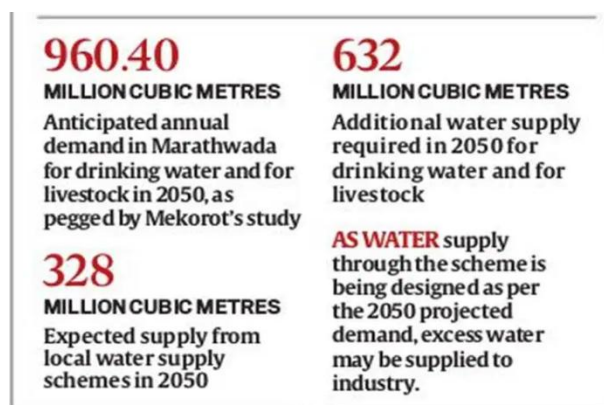 960.40
MILLION CUBIC METRES
Anticipated annual
demand in Marathwada
for drinking water and for
livestock in 2050, as
pegged by Mekorot's study
328
MILLION CUBIC METRES
Expected supply from
local water supply
schemes in 2050
632
MILLION CUBIC METRES
Additional water supply
required in 2050 for
drinking water and for
livestock
AS WATER supply
through the scheme is
being designed as per
the 2050 projected
demand, excess water
may be supplied to
industry.